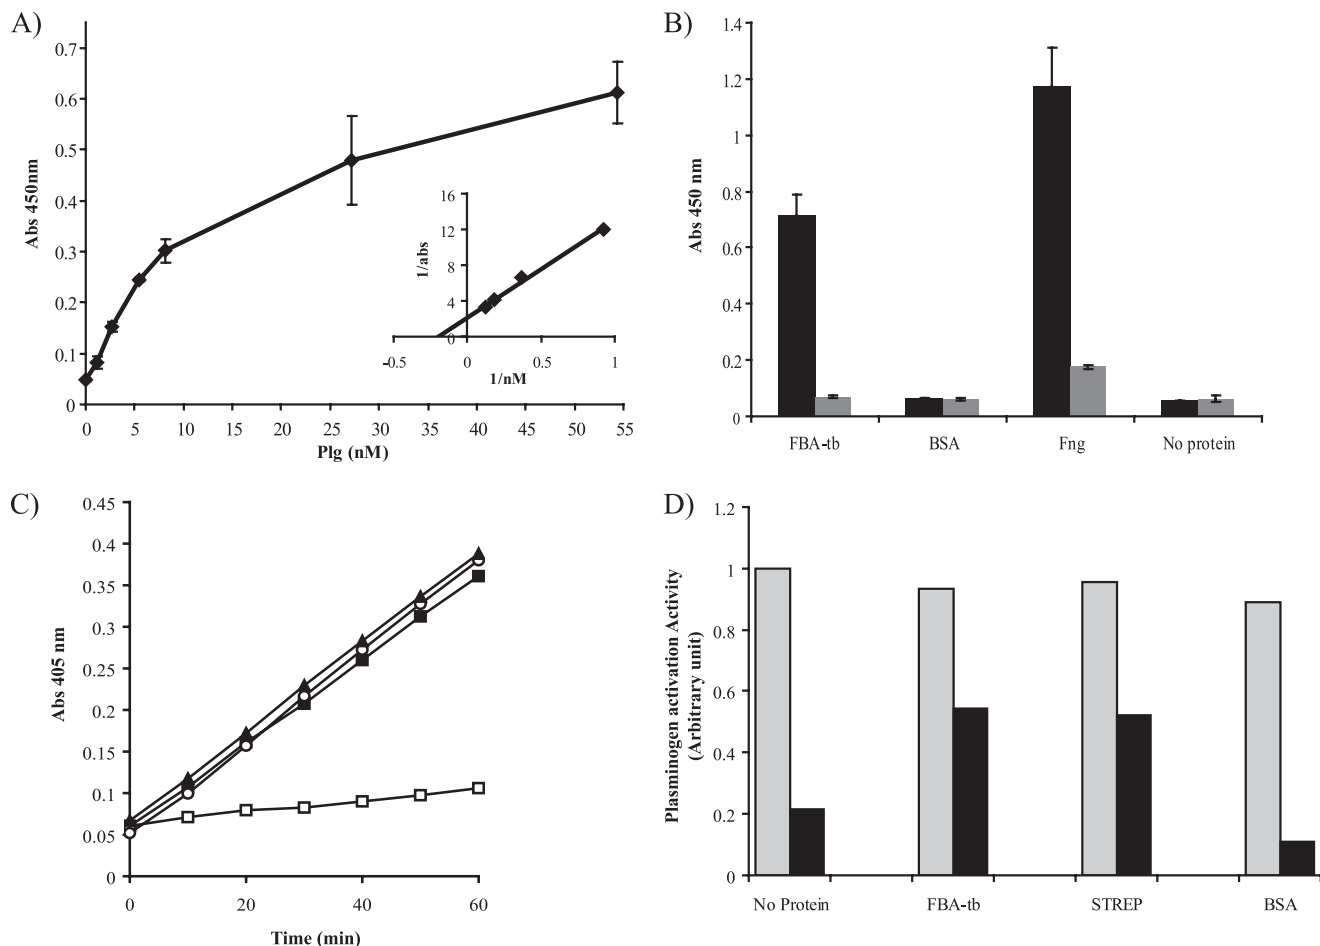 A)
0.7
0.6
0.5
0.4
0.3
0.2
0.1
0
Abs 450nm
0 5 10 15 20 25 30 35 40 45 50 55
Plg (nM)
16
12
8
4
0
1/abs
-0.5 0 0.5 1
1/nM
B)
1.4
1.2
1
0.8
0.6
0.4
0.2
0
Abs 450 nm
FBA-tb BSA Fng No protein
C)
0.45
0.4
0.35
0.3
0.25
0.2
0.15
0.1
0.05
0
Abs 405 nm
0 20 40 60
Time (min)
D)
1.2
1
0.8
0.6
0.4
0.2
0
Plasminogen activation Activity
(Arbitrary unit)
No Protein FBA-tb STREP BSA